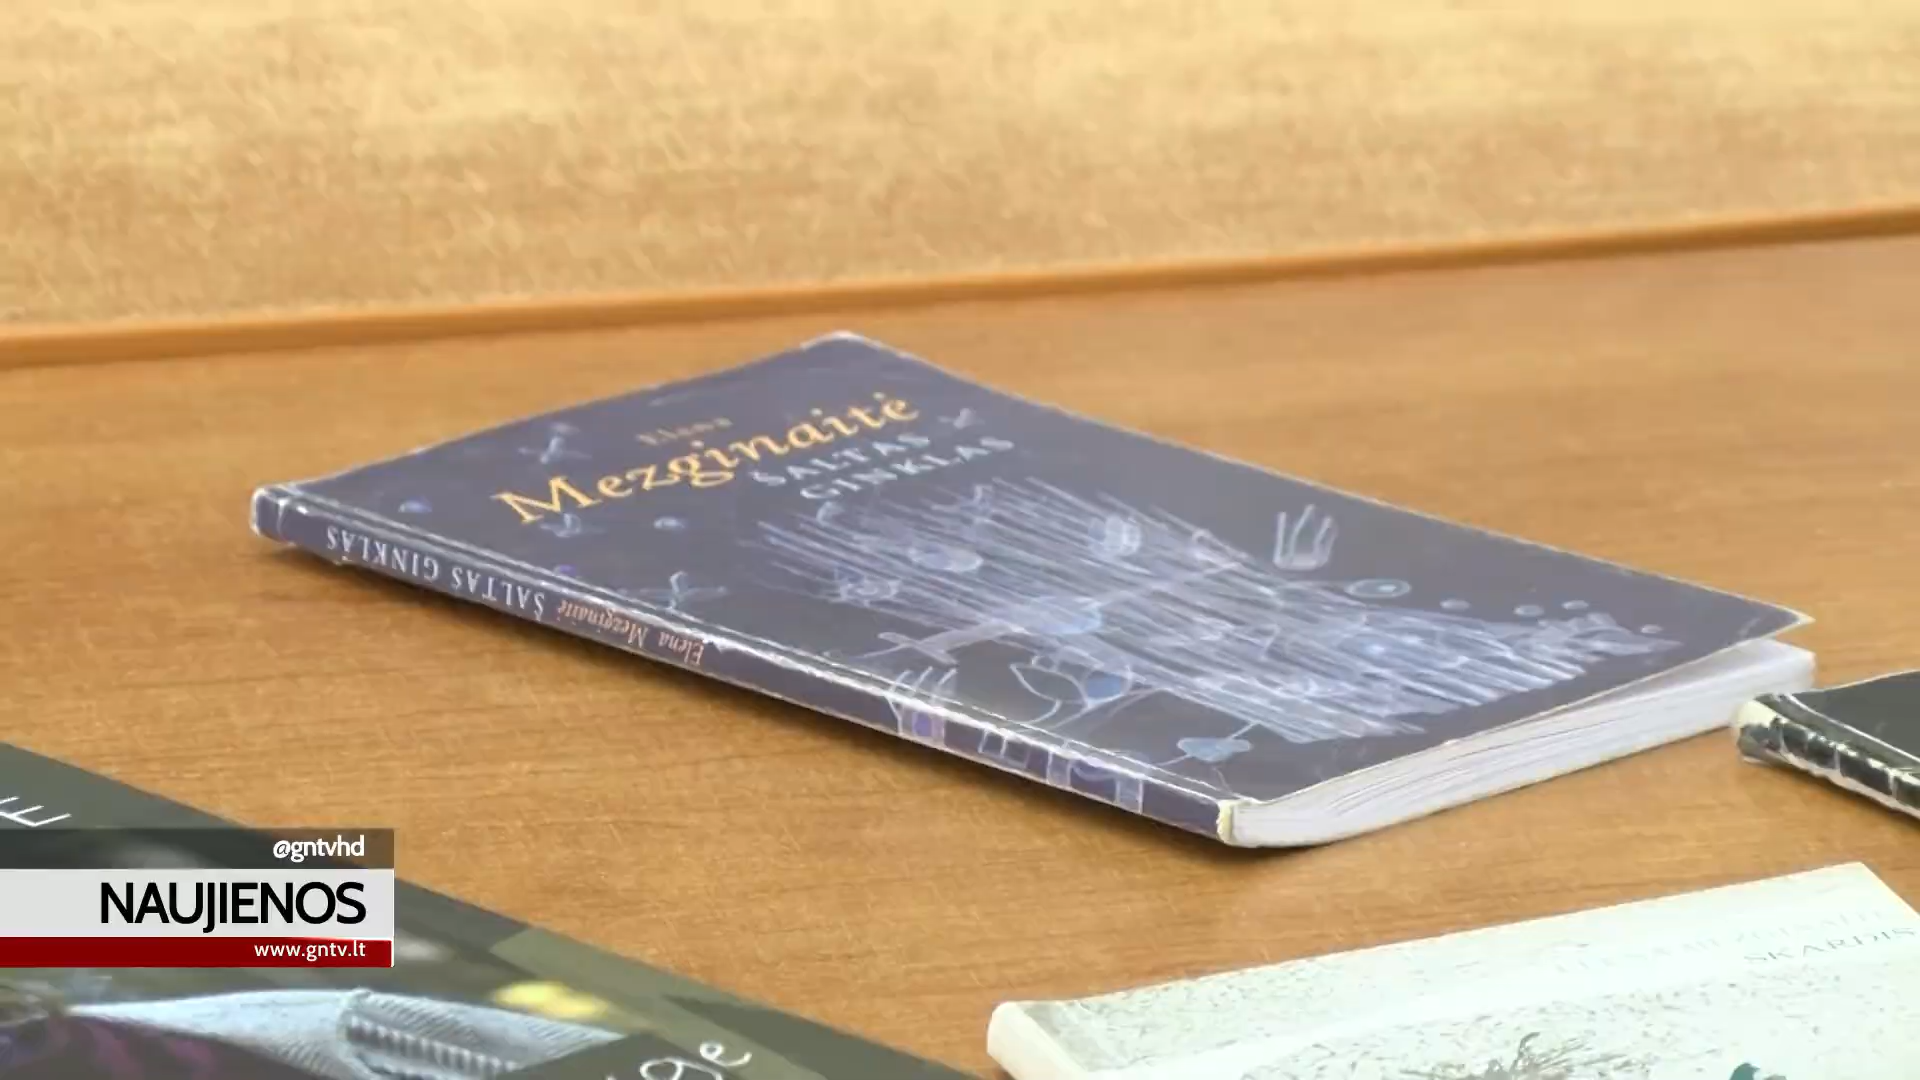 Elena
Mezginaitė
ŠALTAS
GINKLAS
Elena Mezginaitė ŠALTAS GINKLAS
SKARDIS
@gntvhd
NAUJIENOS
www.gntv.lt